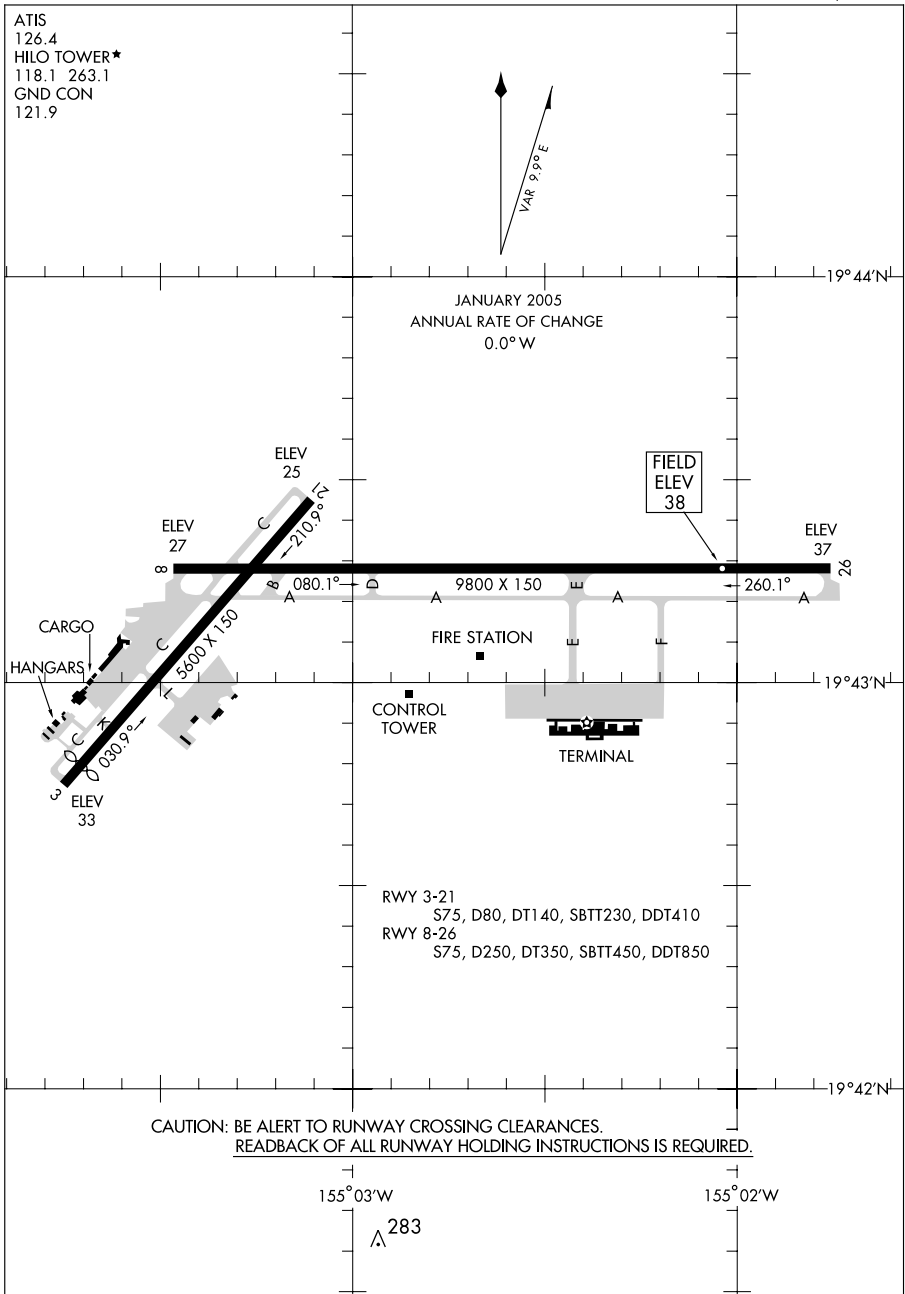 ATIS
126.4
HILO TOWER★
118.1 263.1
GND CON
121.9
VAR 9.9° E
19°44'N
JANUARY 2005
ANNUAL RATE OF CHANGE
0.0° W
ELEV
25
21
210.9°
C
FIELD
ELEV
38
ELEV
27
8
ELEV
37
26
B
080.1°
D
9800 X 150
E
260.1°
A
A
A
A
CARGO
HANGARS
C
5600 X 150
L
K
C
030.9°
3
ELEV
33
FIRE STATION
E
F
19°43'N
CONTROL
TOWER
TERMINAL
RWY 3-21
S75, D80, DT140, SBTT230, DDT410
RWY 8-26
S75, D250, DT350, SBTT450, DDT850
19°42'N
CAUTION: BE ALERT TO RUNWAY CROSSING CLEARANCES.
READBACK OF ALL RUNWAY HOLDING INSTRUCTIONS IS REQUIRED.
155°03'W
155°02'W
283